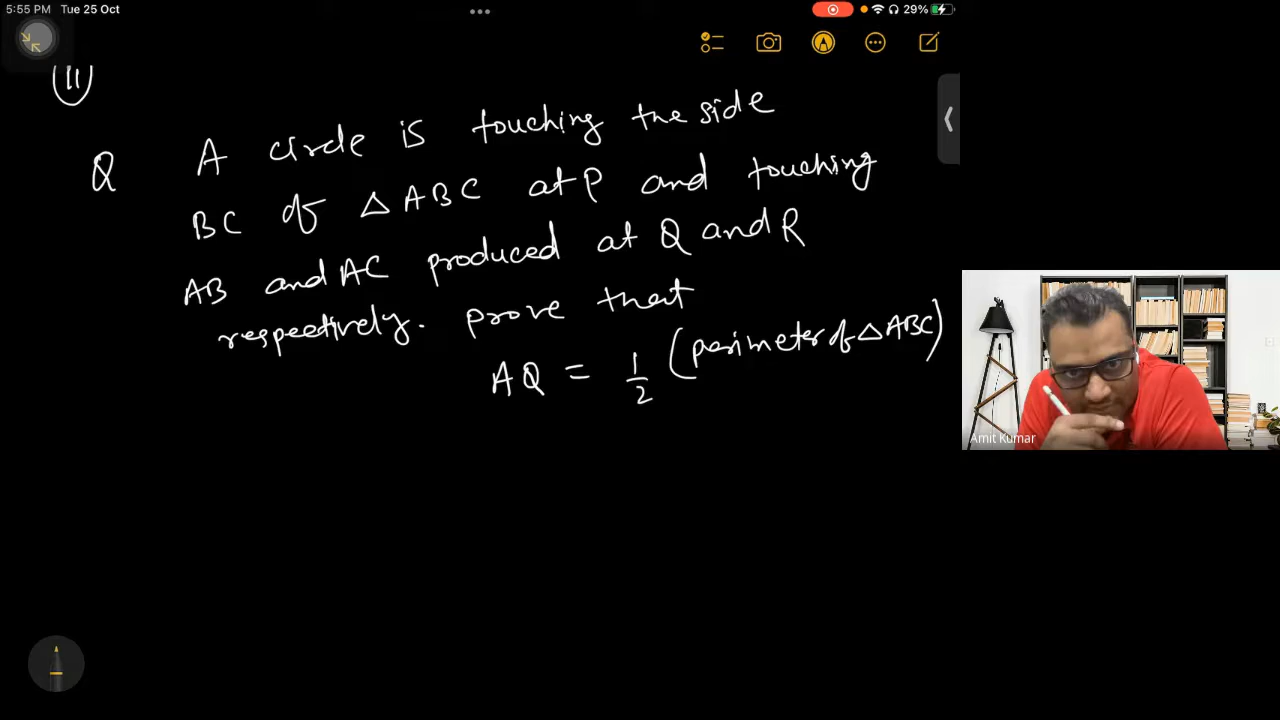 5:55 PM Tue 25 Oct
29%
11
Q A circle is touching the side
BC of △ABC at P and touching
AB and AC produced at Q and R
respectively. prove that
AQ = 1/2 (perimeter of △ABC)
Amit Kumar